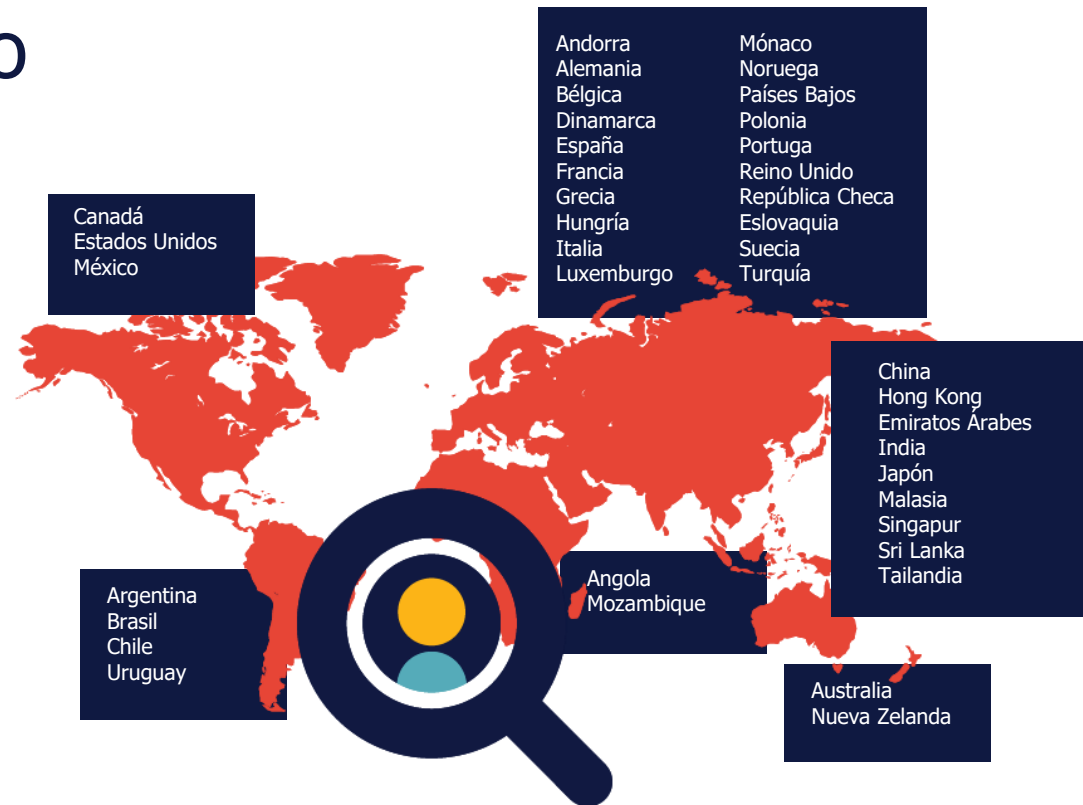 o
Andorra
Alemania
Bélgica
Dinamarca
España
Francia
Grecia
Hungría
Italia
Luxemburgo
Mónaco
Noruega
Países Bajos
Polonia
Portuga
Reino Unido
República Checa
Eslovaquia
Suecia
Turquía
Canadá
Estados Unidos
México
China
Hong Kong
Emiratos Árabes
India
Japón
Malasia
Singapur
Sri Lanka
Tailandia
Argentina
Brasil
Chile
Uruguay
Angola
Mozambique
Australia
Nueva Zelanda